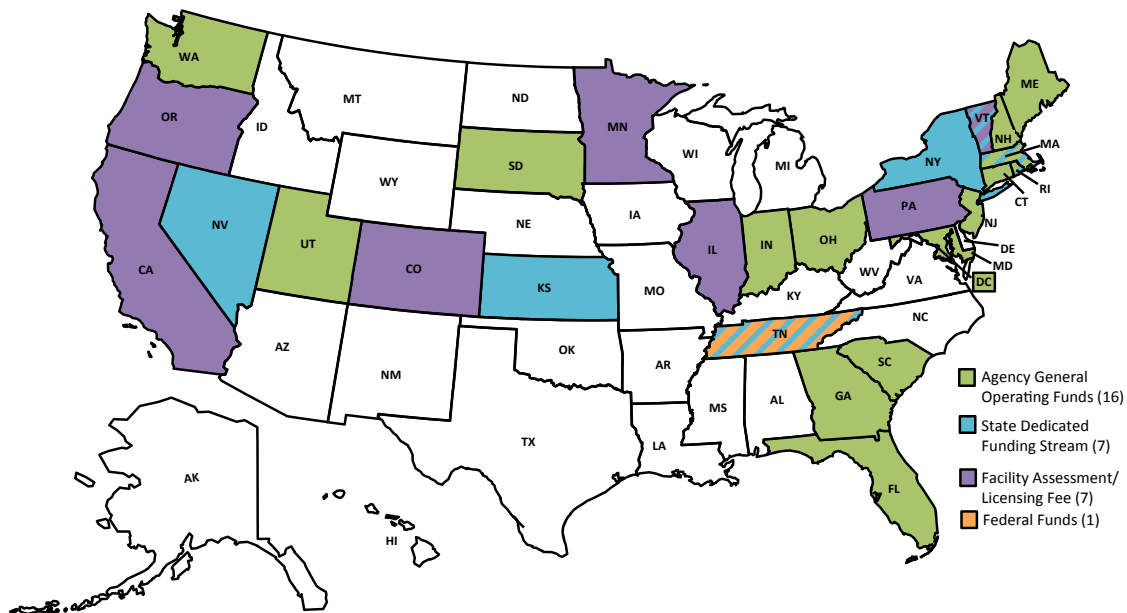 WA
ME
MT
ND
VT
OR
MN
NH
ID
MA
WI
NY
SD
MI
RI
WY
CT
PA
IA
NJ
NE
NV
OH
IN
DE
UT
IL
MD
CO
WV
DC
CA
VA
KS
MO
KY
NC
TN
OK
AZ
AR
SC
NM
MS
AL
GA
TX
LA
AK
FL
HI
Agency General
Operating Funds (16)
State Dedicated
Funding Stream (7)
Facility Assessment/
Licensing Fee (7)
Federal Funds (1)